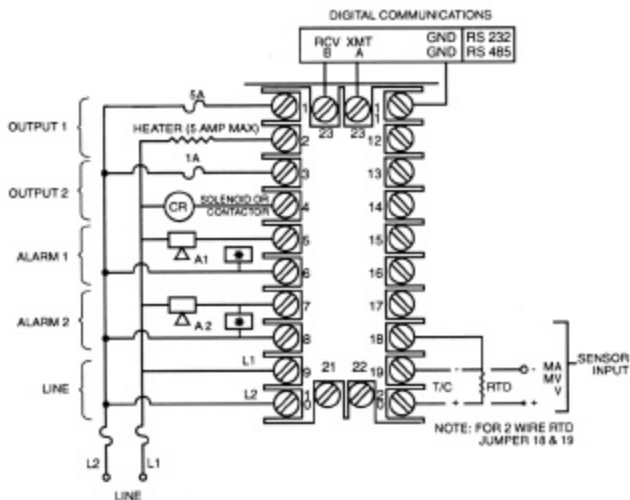 DIGITAL COMMUNICATIONS
RCV XMT GND RS 232
B A GND RS 485
5A
OUTPUT 1
HEATER (5 AMP MAX)
1A
OUTPUT 2
CR
SOLENOID OR
CONTACTOR
ALARM 1
A1
ALARM 2
A2
LINE
L1
L2
L2 L1
LINE
1
2
3
4
5
6
7
8
9
10
21
22
23
23
11
12
13
14
15
16
17
18
19
20
- -
T/C RTD
+ +
MA
MV
V
SENSOR
INPUT
NOTE: FOR 2 WIRE RTD
JUMPER 18 & 19